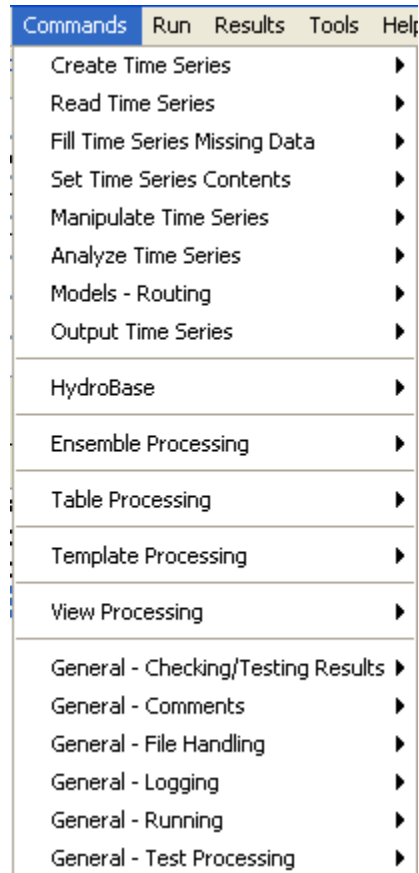 Commands Run Results Tools Help
Create Time Series
Read Time Series
Fill Time Series Missing Data
Set Time Series Contents
Manipulate Time Series
Analyze Time Series
Models - Routing
Output Time Series
HydroBase
Ensemble Processing
Table Processing
Template Processing
View Processing
General - Checking/Testing Results
General - Comments
General - File Handling
General - Logging
General - Running
General - Test Processing